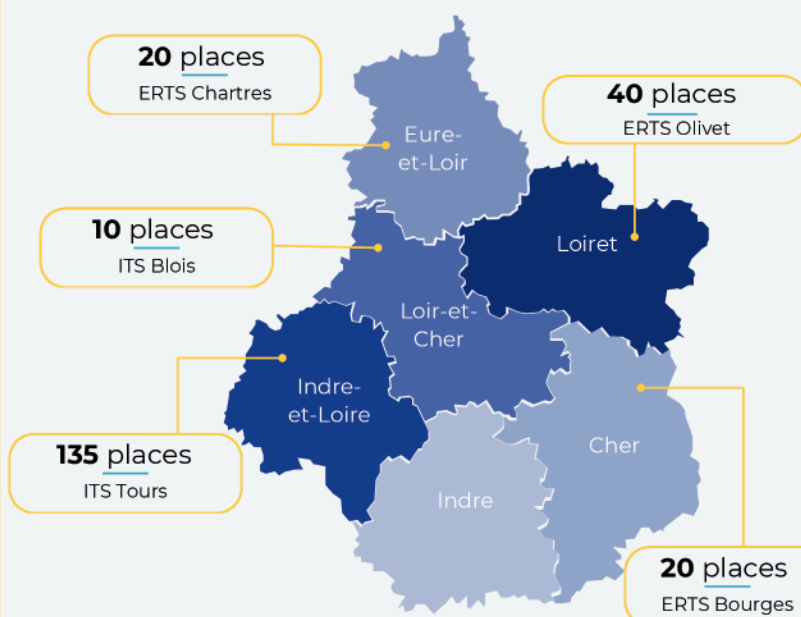 20 places
ERTS Chartres
40 places
ERTS Olivet
Eure-
et-Loir
10 places
ITS Blois
Loiret
Loir-et-
Cher
Indre-
et-Loire
135 places
ITS Tours
Cher
Indre
20 places
ERTS Bourges